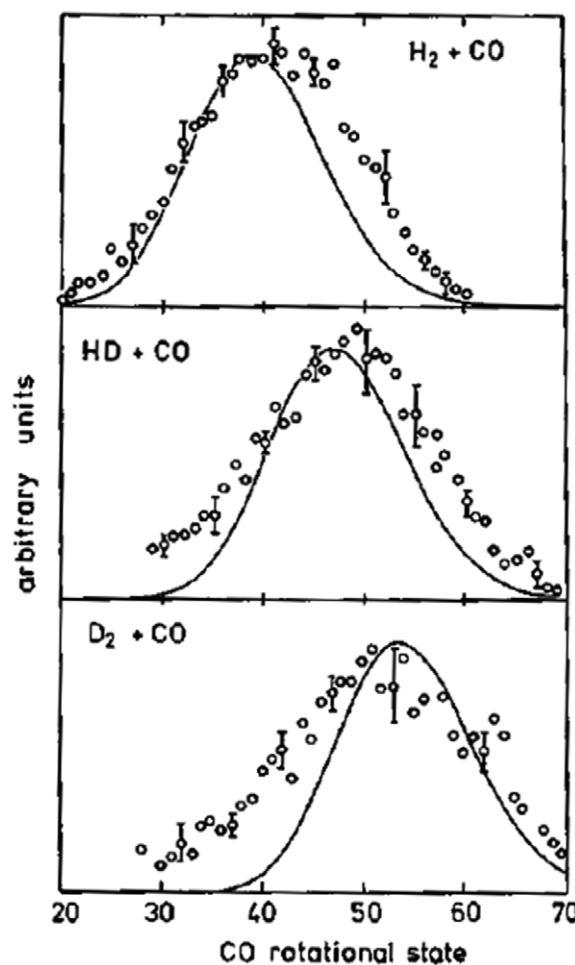 H₂ + CO
HD + CO
D₂ + CO
arbitrary units
20 30 40 50 60 70
CO rotational state